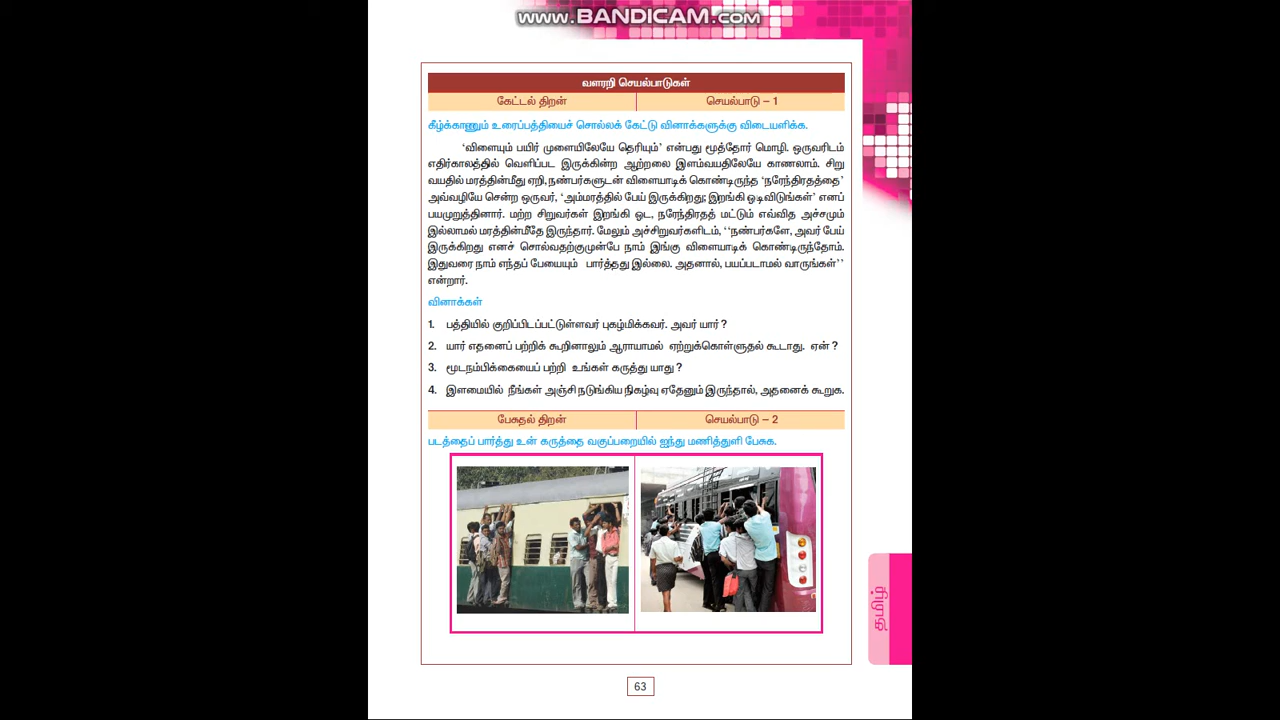 www.BANDICAM.com
வளரறி செயல்பாடுகள்
கேட்டல் திறன் செயல்பாடு – 1
கீழ்க்காணும் உரைப்பத்தியைச் சொல்லக் கேட்டு வினாக்களுக்கு விடையளிக்க.
‘விளையும் பயிர் முளையிலேயே தெரியும்’ என்பது மூத்தோர் மொழி. ஒருவரிடம்
எதிர்காலத்தில் வெளிப்பட இருக்கின்ற ஆற்றலை இளம்வயதிலேயே காணலாம். சிறு
வயதில் மரத்தின்மீது ஏறி, நண்பர்களுடன் விளையாடிக் கொண்டிருந்த ‘நரேந்திரதத்தை’
அவ்வழியே சென்ற ஒருவர், ‘அம்மரத்தில் பேய் இருக்கிறது; இறங்கி ஓடிவிடுங்கள்’ எனப்
பயமுறுத்தினார். மற்ற சிறுவர்கள் இறங்கி ஓட, நரேந்திரதத் மட்டும் எவ்வித அச்சமும்
இல்லாமல் மரத்தின்மீதே இருந்தார். மேலும் அச்சிறுவர்களிடம், ‘‘நண்பர்களே, அவர் பேய்
இருக்கிறது எனச் சொல்வதற்குமுன்பே நாம் இங்கு விளையாடிக் கொண்டிருந்தோம்.
இதுவரை நாம் எந்தப் பேயையும் பார்த்தது இல்லை. அதனால், பயப்படாமல் வாருங்கள்’’
என்றார்.
வினாக்கள்
1. பத்தியில் குறிப்பிடப்பட்டுள்ளவர் புகழ்மிக்கவர். அவர் யார் ?
2. யார் எதனைப் பற்றிக் கூறினாலும் ஆராயாமல் ஏற்றுக்கொள்ளுதல் கூடாது. ஏன் ?
3. மூடநம்பிக்கையைப் பற்றி உங்கள் கருத்து யாது ?
4. இளமையில் நீங்கள் அஞ்சி நடுங்கிய நிகழ்வு ஏதேனும் இருந்தால், அதனைக் கூறுக.
பேசுதல் திறன் செயல்பாடு – 2
படத்தைப் பார்த்து உன் கருத்தை வகுப்பறையில் ஐந்து மணித்துளி பேசுக.
தமிழ்
63